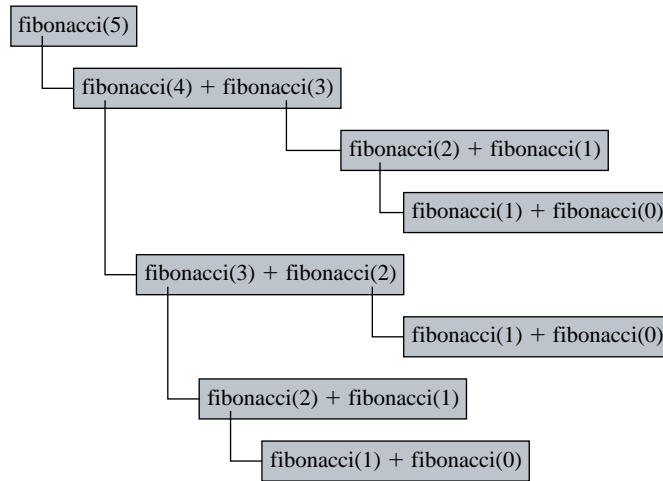 fibonacci(5)
fibonacci(4) + fibonacci(3)
fibonacci(2) + fibonacci(1)
fibonacci(1) + fibonacci(0)
fibonacci(3) + fibonacci(2)
fibonacci(1) + fibonacci(0)
fibonacci(2) + fibonacci(1)
fibonacci(1) + fibonacci(0)